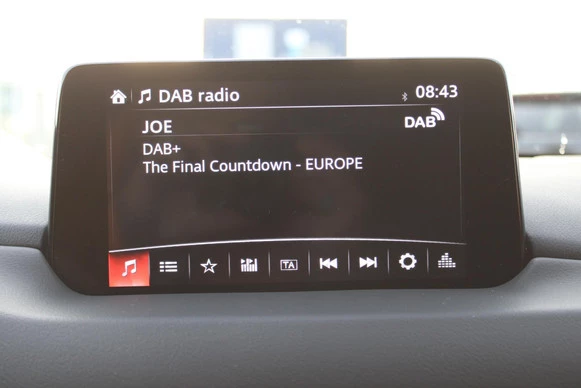 DAB radio 08:43
JOE DAB
DAB+
The Final Countdown - EUROPE
TA